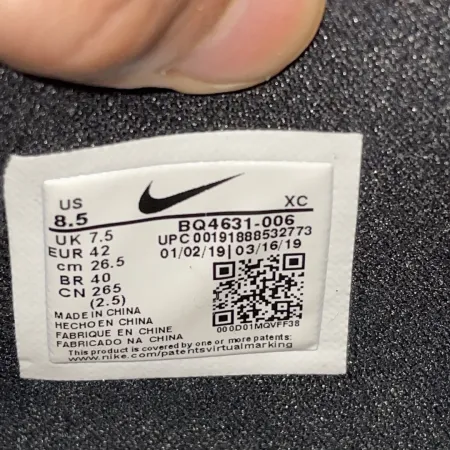 US
8.5
XC
BQ4631-006
UPC 00191888532773
01/02/19 | 03/16/19
UK 7.5
EUR 42
cm 26.5
BR 40
CN 265
(2.5)
000D01MQVFF38
MADE IN CHINA
HECHO EN CHINA
FABRIQUE EN CHINE
FABRICADO NA CHINA
This product is covered by one or more patents:
www.nike.com/patentsvirtualmarking